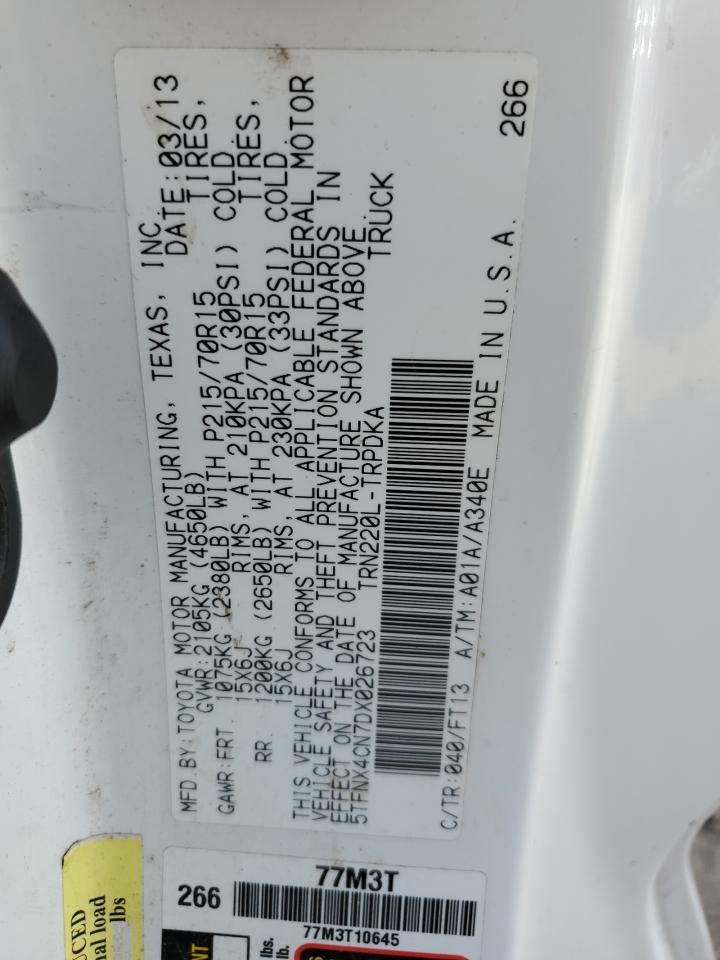 MFD.BY:TOYOTA MOTOR MANUFACTURING, TEXAS, INC.
GVWR:2105KG (4650LB) DATE:03/13
GAWR:FRT. 1075KG (2380LB) WITH P215/70R15 TIRES,
15X6J RIMS, AT 210KPA (30PSI) COLD
RR. 1200KG (2650LB) WITH P215/70R15 TIRES,
15X6J RIMS, AT 230KPA (33PSI) COLD
THIS VEHICLE CONFORMS TO ALL APPLICABLE FEDERAL MOTOR
VEHICLE SAFETY AND THEFT PREVENTION STANDARDS IN
EFFECT ON THE DATE OF MANUFACTURE SHOWN ABOVE.
5TFNX4CN7DX026723 TRN220L-TRPDKA TRUCK
C/TR:040/FT13 A/TM:A01A/A340E MADE IN U.S.A. 266
77M3T
266
77M3T10645
UCED
nal load
lbs
NT
lbs.
lb.